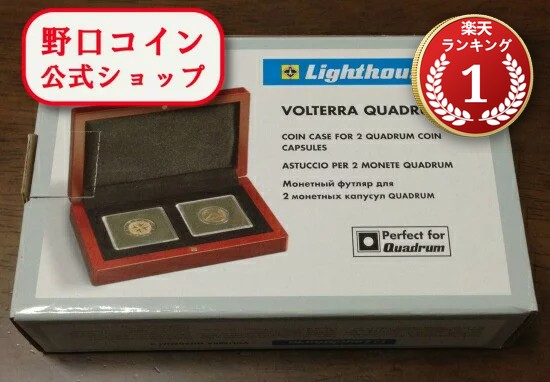 野口コイン
公式ショップ
楽天
ランキング
1
Lighthou
VOLTERRA QUADRU
COIN CASE FOR 2 QUADRUM COIN
CAPSULES
ASTUCCIO PER 2 MONETE QUADRUM
Монетный футляр для
2 монетных капусул QUADRUM
Perfect for
Quadrum